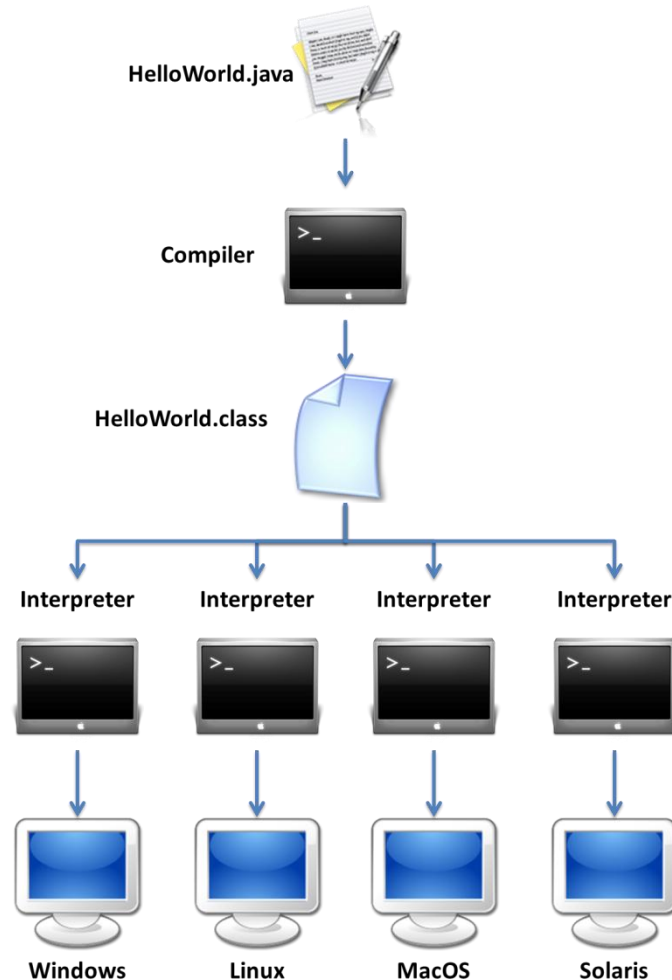 HelloWorld.java
>_
Compiler
HelloWorld.class
Interpreter Interpreter Interpreter Interpreter
>_ >_ >_ >_
Windows Linux MacOS Solaris